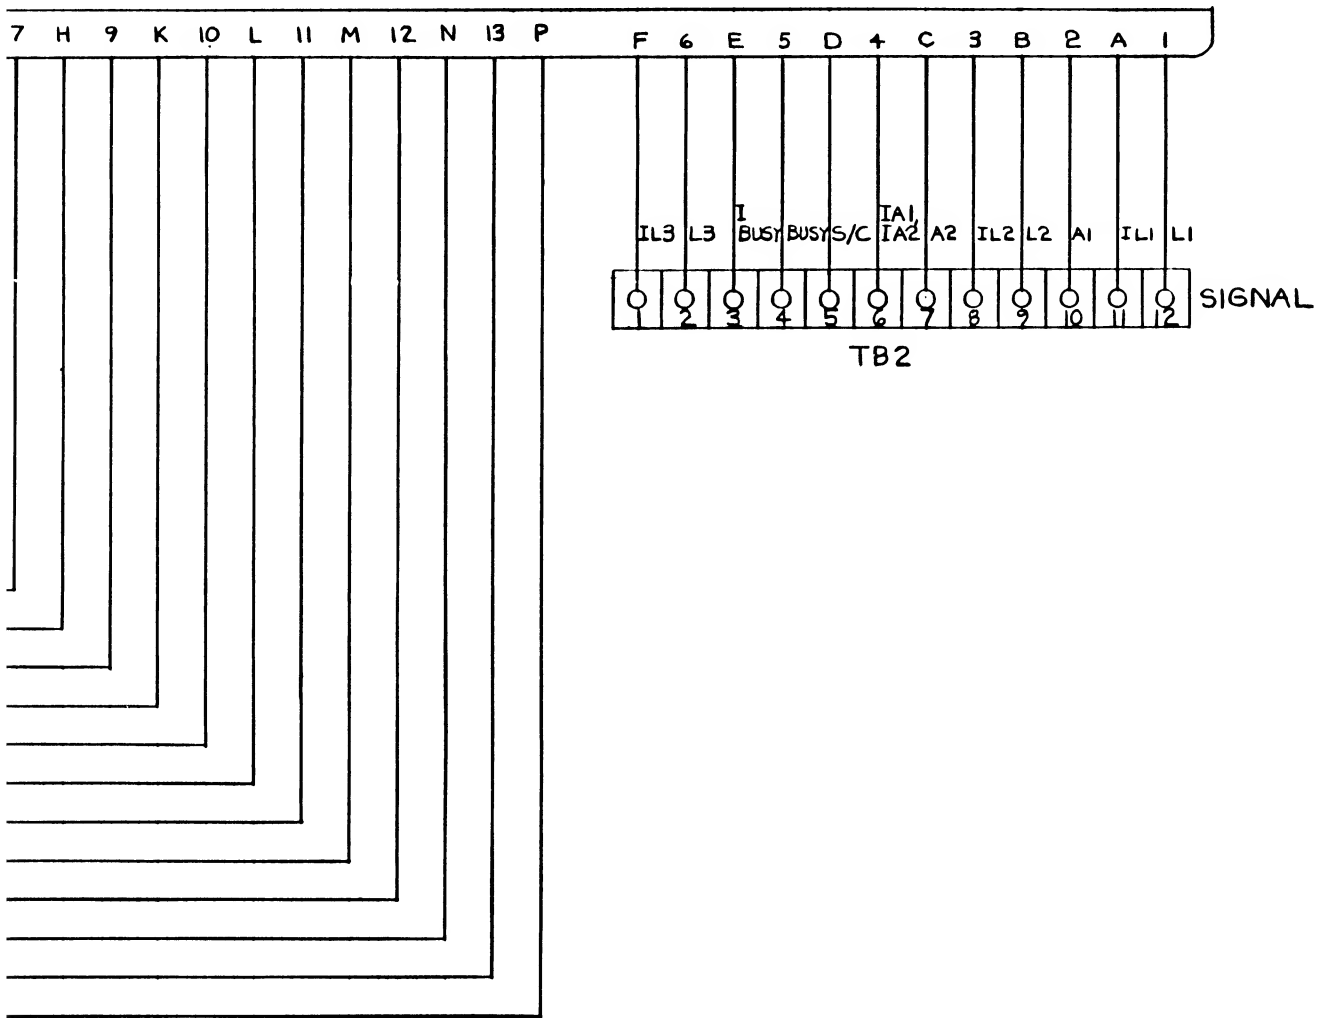 7 H 9 K 10 L 11 M 12 N 13 P F 6 E 5 D 4 C 3 B 2 A 1
I IA1,
IL3 L3 BUSY BUSY S/C IA2 A2 IL2 L2 A1 IL1 L1
SIGNAL
1 2 3 4 5 6 7 8 9 10 11 12
TB2